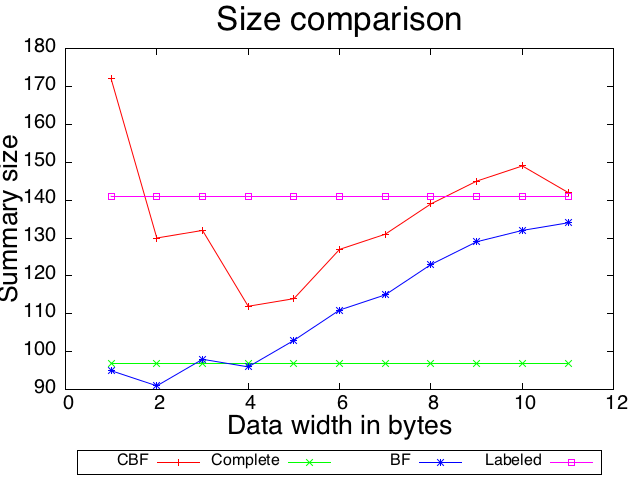 Size comparison
180
170
160
150
140
130
120
110
100
90
Summary size
0 2 4 6 8 10 12
Data width in bytes
CBF Complete BF Labeled